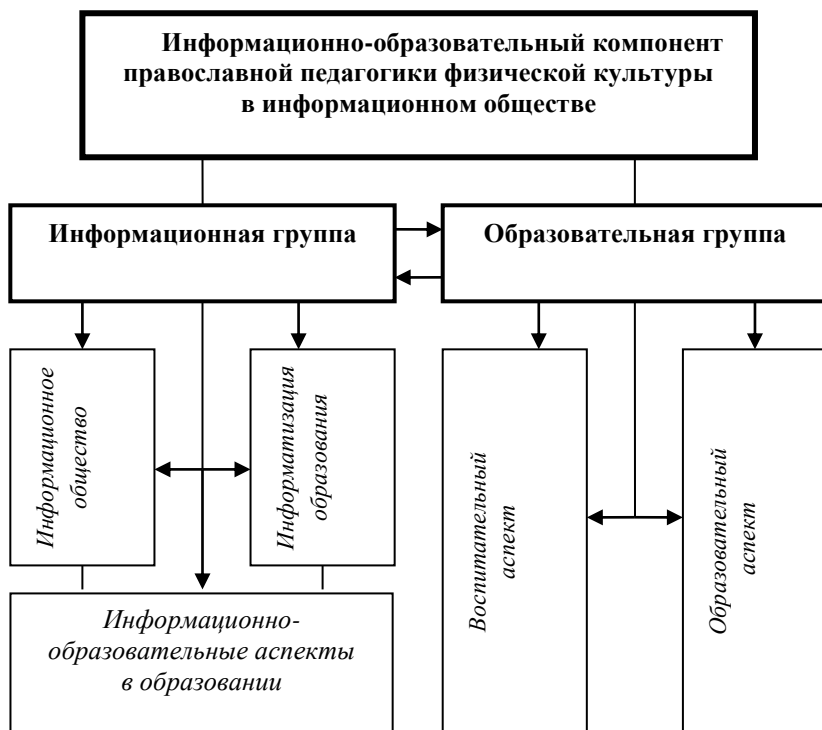 Информационно-образовательный компонент
православной педагогики физической культуры
в информационном обществе
Информационная группа
Образовательная группа
Информационное
общество
Информатизация
образования
Воспитательный
аспект
Образовательный
аспект
Информационно-
образовательные аспекты
в образовании